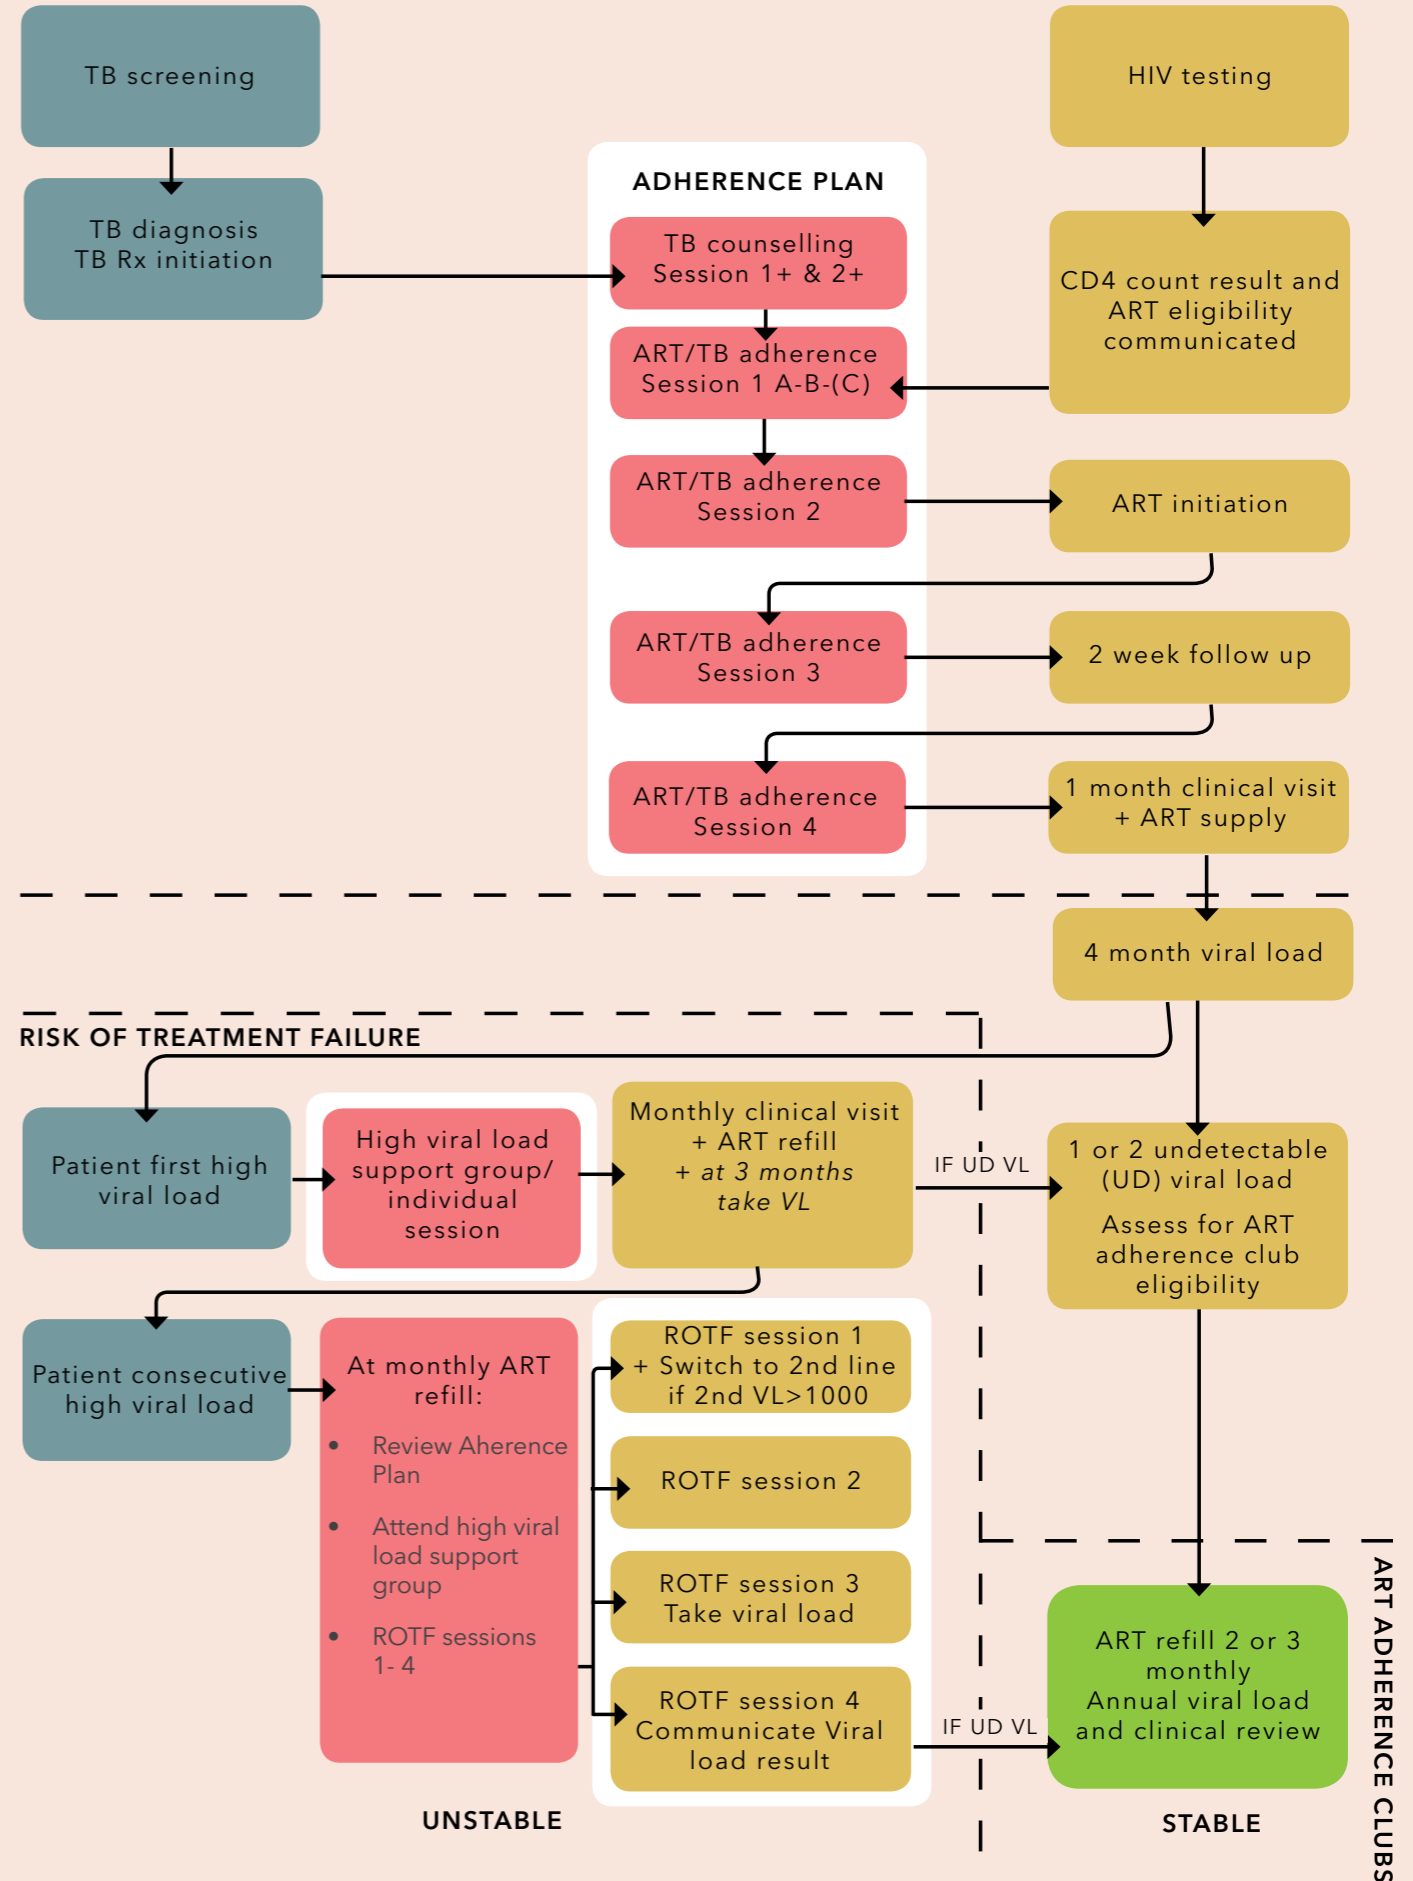 TB screening
HIV testing
TB diagnosis
TB Rx initiation
ADHERENCE PLAN
TB counselling
Session 1+ & 2+
CD4 count result and
ART eligibility
communicated
ART/TB adherence
Session 1 A-B-(C)
ART/TB adherence
Session 2
ART initiation
ART/TB adherence
Session 3
2 week follow up
ART/TB adherence
Session 4
1 month clinical visit
+ ART supply
4 month viral load
RISK OF TREATMENT FAILURE
Patient first high
viral load
High viral load
support group/
individual
session
Monthly clinical visit
+ ART refill
+ at 3 months
take VL
IF UD VL
1 or 2 undetectable
(UD) viral load
Assess for ART
adherence club
eligibility
Patient consecutive
high viral load
At monthly ART
refill:
• Review Aherence
Plan
• Attend high viral
load support
group
• ROTF sessions
1- 4
ROTF session 1
+ Switch to 2nd line
if 2nd VL>1000
ROTF session 2
ROTF session 3
Take viral load
ROTF session 4
Communicate Viral
load result
IF UD VL
ART refill 2 or 3
monthly
Annual viral load
and clinical review
UNSTABLE
STABLE
ART ADHERENCE CLUBS